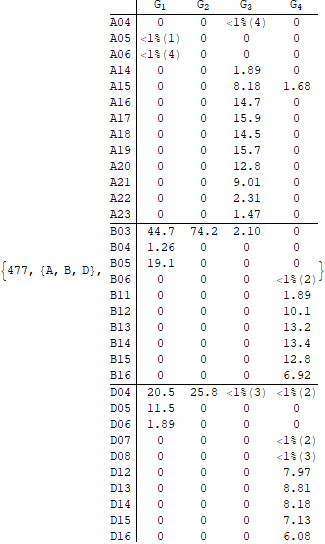 G1 G2 G3 G4
A04 0 0 <1%(4) 0
A05 <1%(1) 0 0 0
A06 <1%(4) 0 0 0
A14 0 0 1.89 0
A15 0 0 8.18 1.68
A16 0 0 14.7 0
A17 0 0 15.9 0
A18 0 0 14.5 0
A19 0 0 15.7 0
A20 0 0 12.8 0
A21 0 0 9.01 0
A22 0 0 2.31 0
A23 0 0 1.47 0
B03 44.7 74.2 2.10 0
B04 1.26 0 0 0
{477, {A, B, D}, B05 19.1 0 0 0 }
B06 0 0 0 <1%(2)
B11 0 0 0 1.89
B12 0 0 0 10.1
B13 0 0 0 13.2
B14 0 0 0 13.4
B15 0 0 0 12.8
B16 0 0 0 6.92
D04 20.5 25.8 <1%(3) <1%(2)
D05 11.5 0 0 0
D06 1.89 0 0 0
D07 0 0 0 <1%(2)
D08 0 0 0 <1%(3)
D12 0 0 0 7.97
D13 0 0 0 8.81
D14 0 0 0 8.18
D15 0 0 0 7.13
D16 0 0 0 6.08